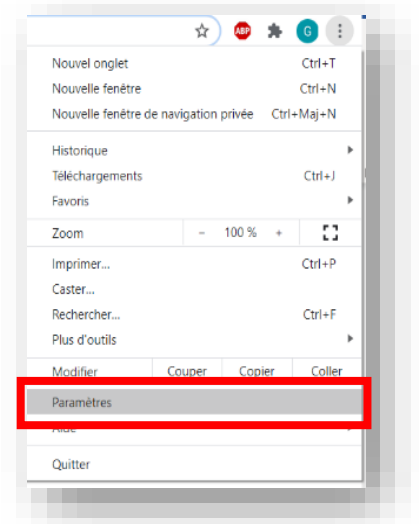 ABP G
Nouvel onglet Ctrl+T
Nouvelle fenêtre Ctrl+N
Nouvelle fenêtre de navigation privée Ctrl+Maj+N
Historique
Téléchargements Ctrl+J
Favoris
Zoom - 100 % +
Imprimer... Ctrl+P
Caster...
Rechercher... Ctrl+F
Plus d'outils
Modifier Couper Copier Coller
Paramètres
Aide
Quitter